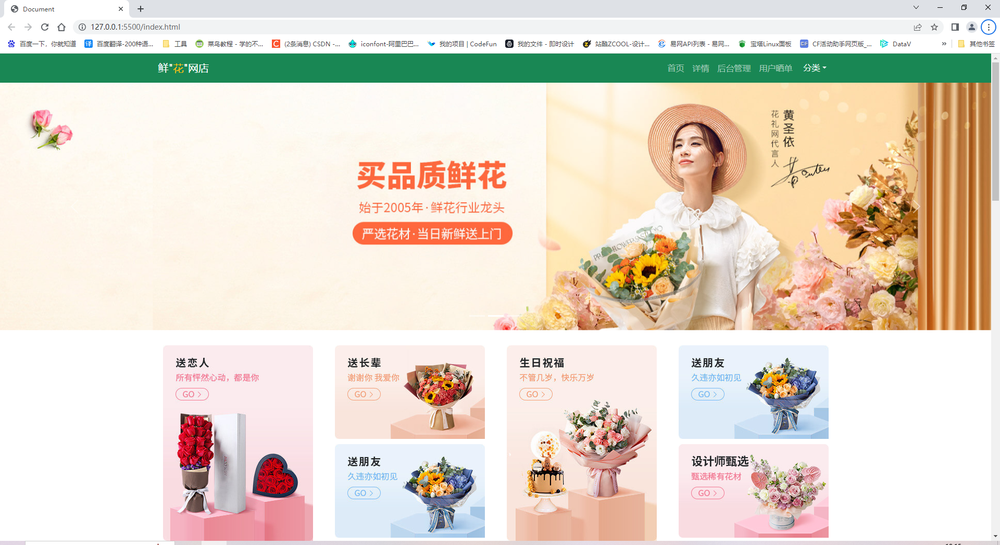 Document
127.0.0.1:5500/index.html
百度一下，你就知道
百度翻译-200种语...
工具
菜鸟教程 - 学的不...
(2条消息) CSDN -...
iconfont-阿里巴巴...
我的项目 | CodeFun
我的文件 - 即时设计
站酷ZCOOL-设计...
易网API列表 - 易网...
宝塔Linux面板
CF活动助手网页版_...
DataV
»
其他书签
鲜"花"网店
首页 详情 后台管理 用户晒单 分类
黄圣依
花礼网代言人
买品质鲜花
始于2005年·鲜花行业龙头
严选花材·当日新鲜送上门
送恋人
所有怦然心动，都是你
GO >
送长辈
谢谢你 我爱你
GO >
生日祝福
不管几岁，快乐万岁
GO >
送朋友
久违亦如初见
GO >
送朋友
久违亦如初见
GO >
设计师甄选
甄选稀有花材
GO >